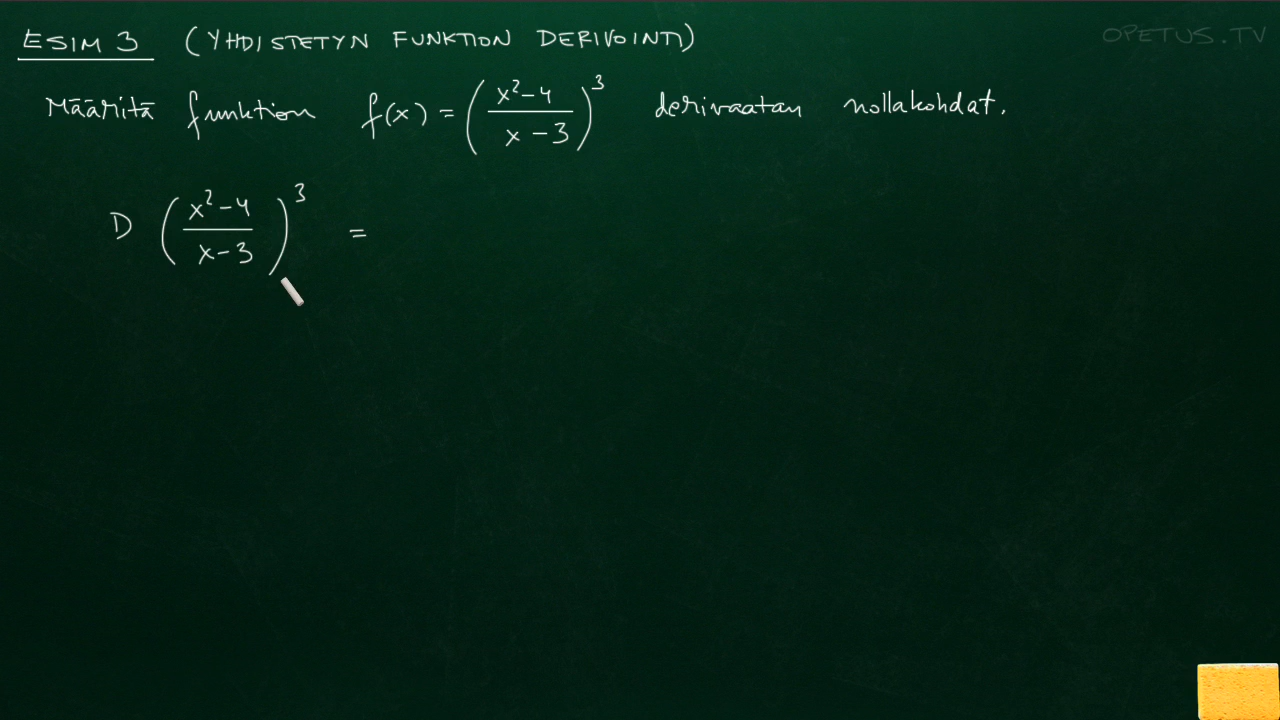 ESIM 3 (YHDISTETYN FUNKTION DERIVOINTI) OPETUS.TV
Määritä funktion f(x) = ((x²-4)/(x-3))³ derivaatan nollakohdat.
D ((x²-4)/(x-3))³ =